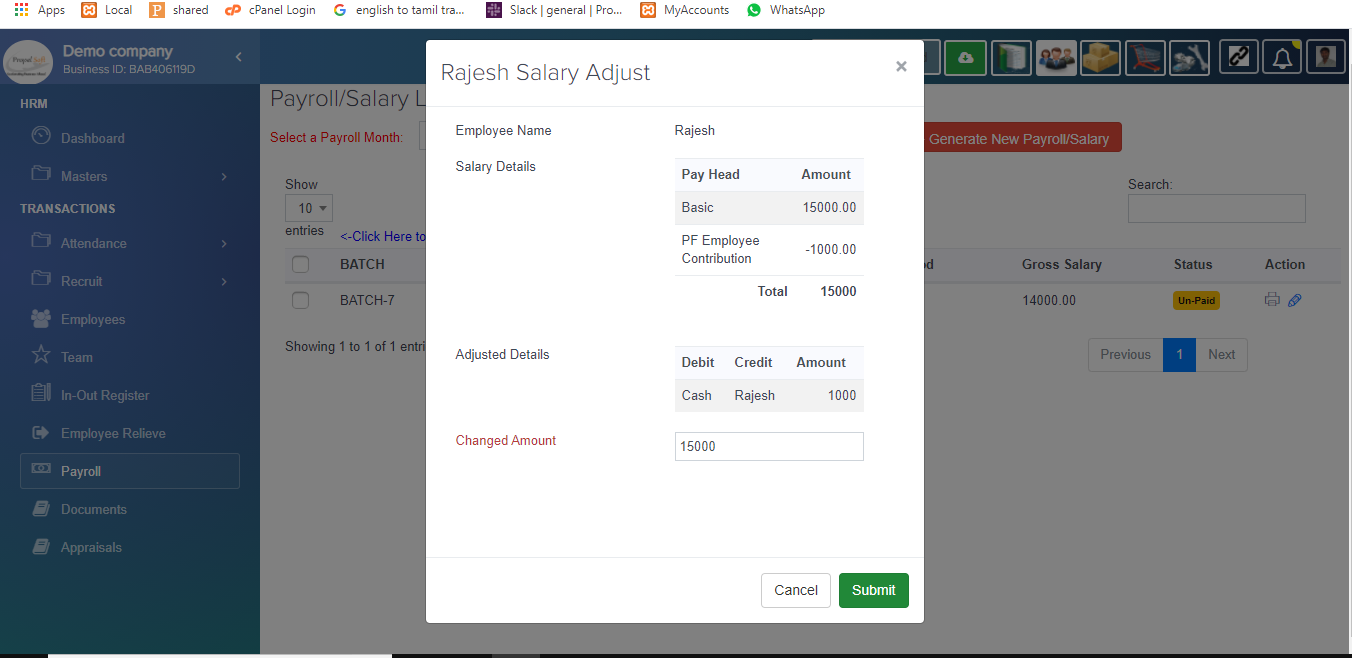 Apps
Local
shared
cPanel Login
english to tamil tra...
Slack | general | Pro...
MyAccounts
WhatsApp
Demo company
Business ID: BAB406119D
HRM
Dashboard
Masters
TRANSACTIONS
Attendance
Recruit
Employees
Team
In-Out Register
Employee Relieve
Payroll
Documents
Appraisals
Payroll/Salary L
Select a Payroll Month:
Generate New Payroll/Salary
Show
10
entries
<-Click Here to
Search:
BATCH
od
Gross Salary
Status
Action
BATCH-7
14000.00
Un-Paid
Showing 1 to 1 of 1 entri
Previous
1
Next
Rajesh Salary Adjust
×
Employee Name
Rajesh
Salary Details
Pay Head
Amount
Basic
15000.00
PF Employee
Contribution
-1000.00
Total
15000
Adjusted Details
Debit
Credit
Amount
Cash
Rajesh
1000
Changed Amount
15000
Cancel
Submit